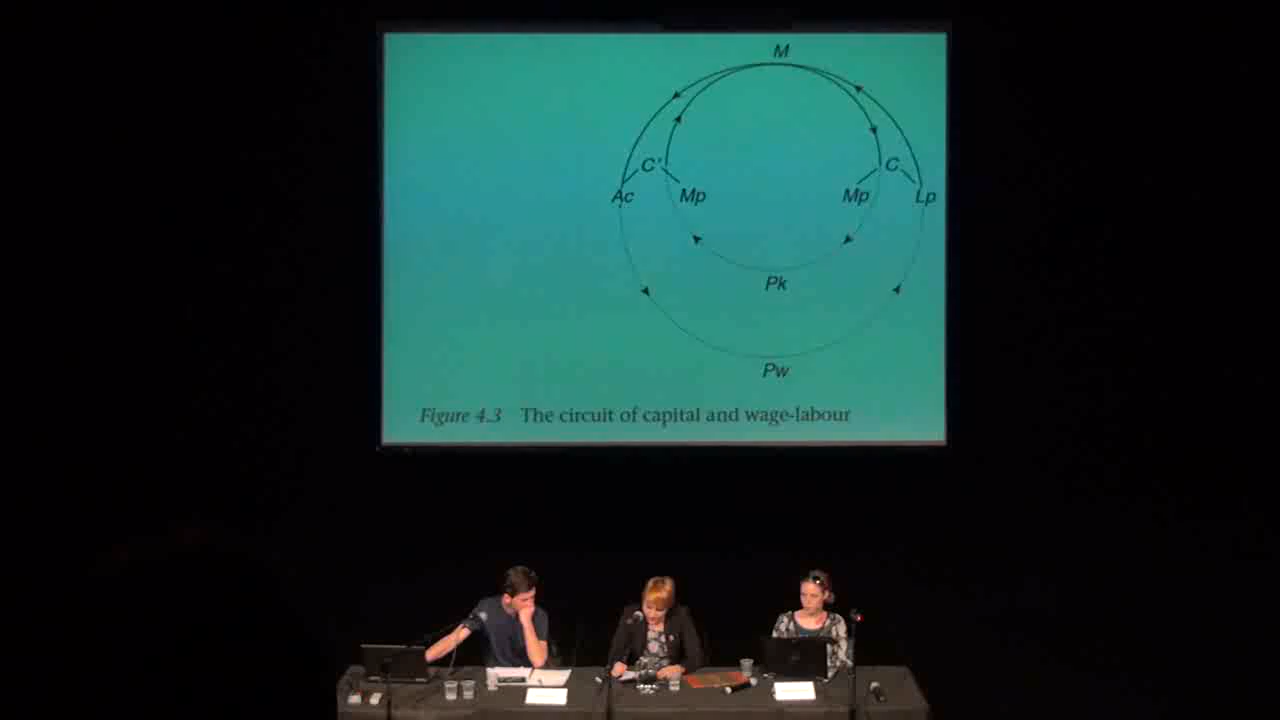 M
C' C
Ac Mp Mp Lp
Pk
Pw
Figure 4.3 The circuit of capital and wage-labour